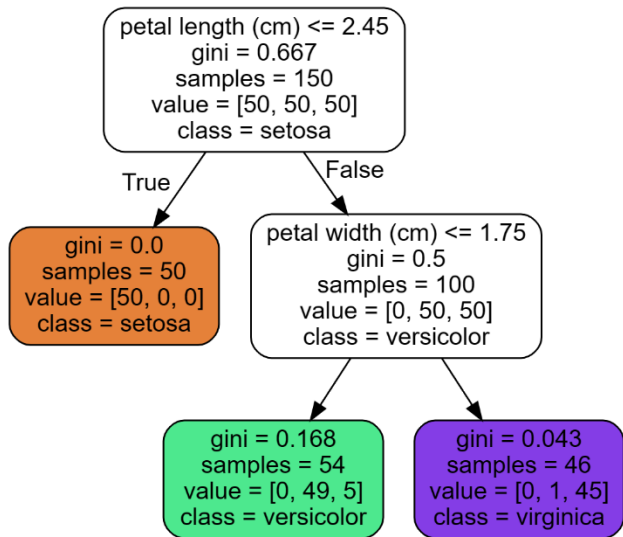 petal length (cm) <= 2.45
gini = 0.667
samples = 150
value = [50, 50, 50]
class = setosa
True
False
gini = 0.0
samples = 50
value = [50, 0, 0]
class = setosa
petal width (cm) <= 1.75
gini = 0.5
samples = 100
value = [0, 50, 50]
class = versicolor
gini = 0.168
samples = 54
value = [0, 49, 5]
class = versicolor
gini = 0.043
samples = 46
value = [0, 1, 45]
class = virginica